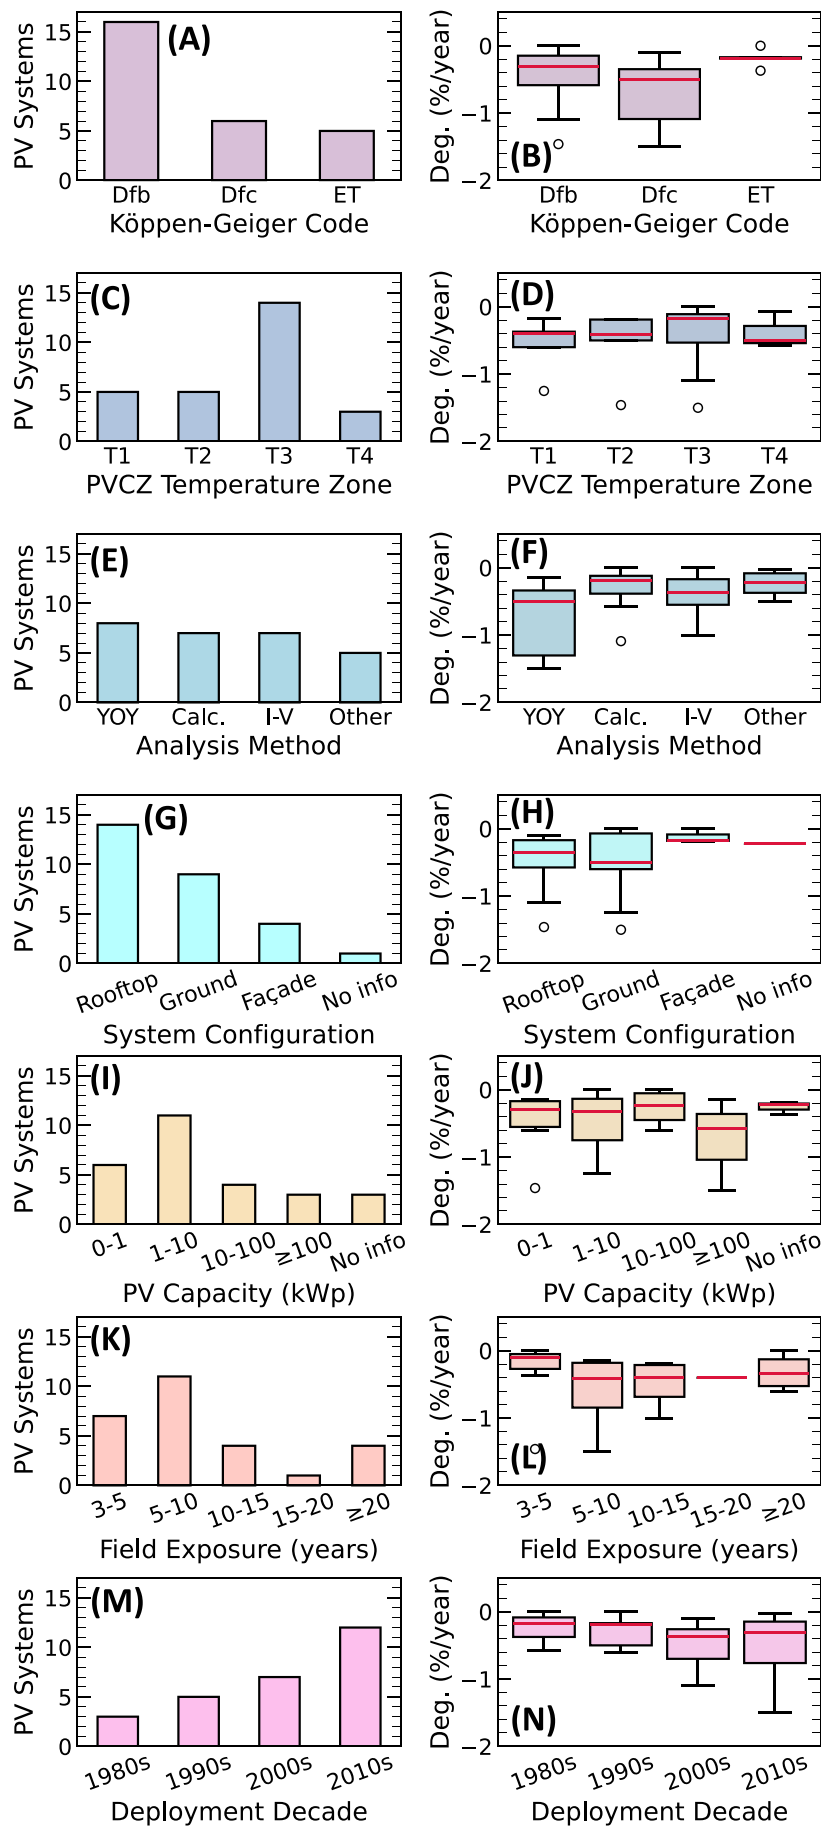 (A)
PV Systems
15
10
5
0
Dfb Dfc ET
Köppen-Geiger Code
(B)
Deg. (%/year)
0
−1
−2
Dfb Dfc ET
Köppen-Geiger Code
(C)
PV Systems
15
10
5
0
T1 T2 T3 T4
PVCZ Temperature Zone
(D)
Deg. (%/year)
0
−1
−2
T1 T2 T3 T4
PVCZ Temperature Zone
(E)
PV Systems
15
10
5
0
YOY Calc. I-V Other
Analysis Method
(F)
Deg. (%/year)
0
−1
−2
YOY Calc. I-V Other
Analysis Method
(G)
PV Systems
15
10
5
0
Rooftop Ground Façade No info
System Configuration
(H)
Deg. (%/year)
0
−1
−2
Rooftop Ground Façade No info
System Configuration
(I)
PV Systems
15
10
5
0
0-1 1-10 10-100 ≥100 No info
PV Capacity (kWp)
(J)
Deg. (%/year)
0
−1
−2
0-1 1-10 10-100 ≥100 No info
PV Capacity (kWp)
(K)
PV Systems
15
10
5
0
3-5 5-10 10-15 15-20 ≥20
Field Exposure (years)
(L)
Deg. (%/year)
0
−1
−2
3-5 5-10 10-15 15-20 ≥20
Field Exposure (years)
(M)
PV Systems
15
10
5
0
1980s 1990s 2000s 2010s
Deployment Decade
(N)
Deg. (%/year)
0
−1
−2
1980s 1990s 2000s 2010s
Deployment Decade